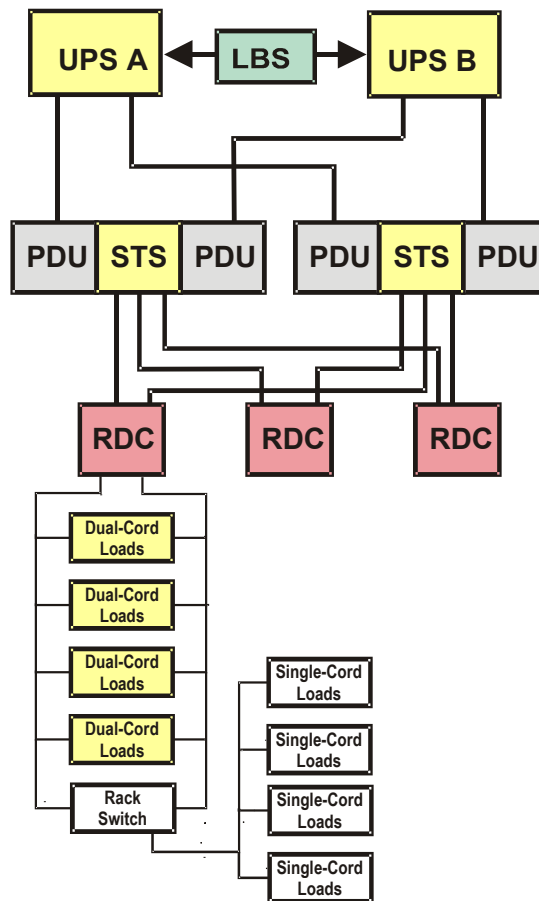 UPS A
LBS
UPS B
PDU
STS
PDU
PDU
STS
PDU
RDC
RDC
RDC
Dual-Cord
Loads
Dual-Cord
Loads
Dual-Cord
Loads
Dual-Cord
Loads
Rack
Switch
Single-Cord
Loads
Single-Cord
Loads
Single-Cord
Loads
Single-Cord
Loads